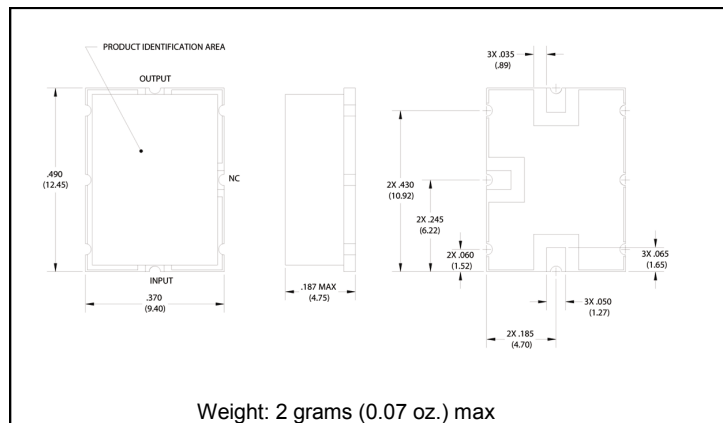 PRODUCT IDENTIFICATION AREA
OUTPUT
.490
(12.45)
NC
INPUT
.370
(9.40)
.187 MAX
(4.75)
3X .035
(.89)
2X .430
(10.92)
2X .245
(6.22)
2X .060
(1.52)
3X .065
(1.65)
3X .050
(1.27)
2X .185
(4.70)
Weight: 2 grams (0.07 oz.) max